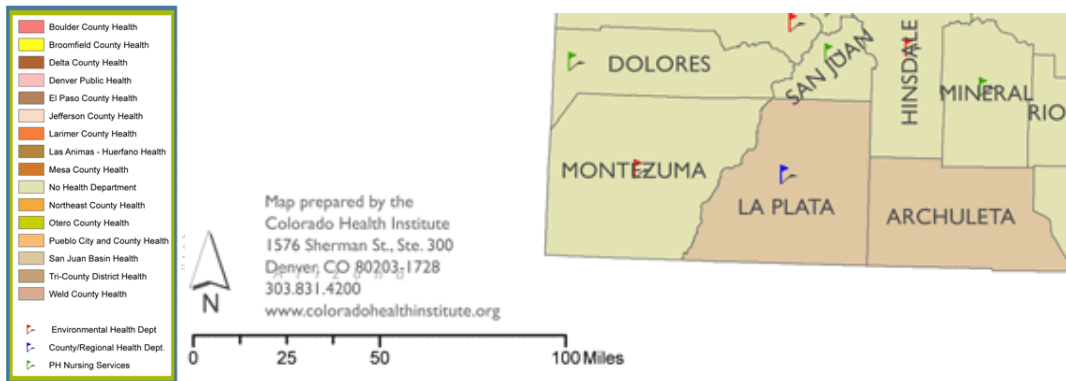 Boulder County Health
Broomfield County Health
Delta County Health
Denver Public Health
El Paso County Health
Jefferson County Health
Larimer County Health
Las Animas - Huerfano Health
Mesa County Health
No Health Department
Northeast County Health
Otero County Health
Pueblo City and County Health
San Juan Basin Health
Tri-County District Health
Weld County Health
Environmental Health Dept
County/Regional Health Dept.
PH Nursing Services
N
Map prepared by the
Colorado Health Institute
1576 Sherman St., Ste. 300
Denver, CO 80203-1728
303.831.4200
www.coloradohealthinstitute.org
0 25 50 100 Miles
DOLORES
SAN JUAN
HINSDALE
MINERAL
RIO
MONTEZUMA
LA PLATA
ARCHULETA